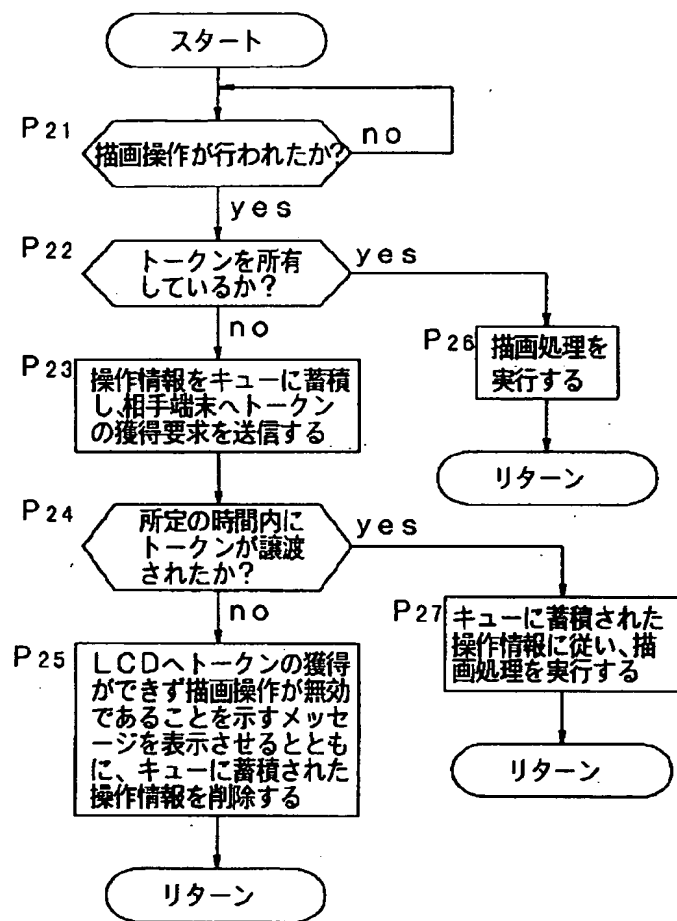 スタート
P21
描画操作が行われたか?
no
yes
P22
トークンを所有
しているか?
yes
no
P26
描画処理を
実行する
リターン
P23
操作情報をキューに蓄積
し、相手端末へトークン
の獲得要求を送信する
P24
所定の時間内に
トークンが譲渡
されたか?
yes
no
P27
キューに蓄積された
操作情報に従い、描
画処理を実行する
リターン
P25
LCDへトークンの獲得
ができず描画操作が無効
であることを示すメッセ
ージを表示させるととも
に、キューに蓄積された
操作情報を削除する
リターン